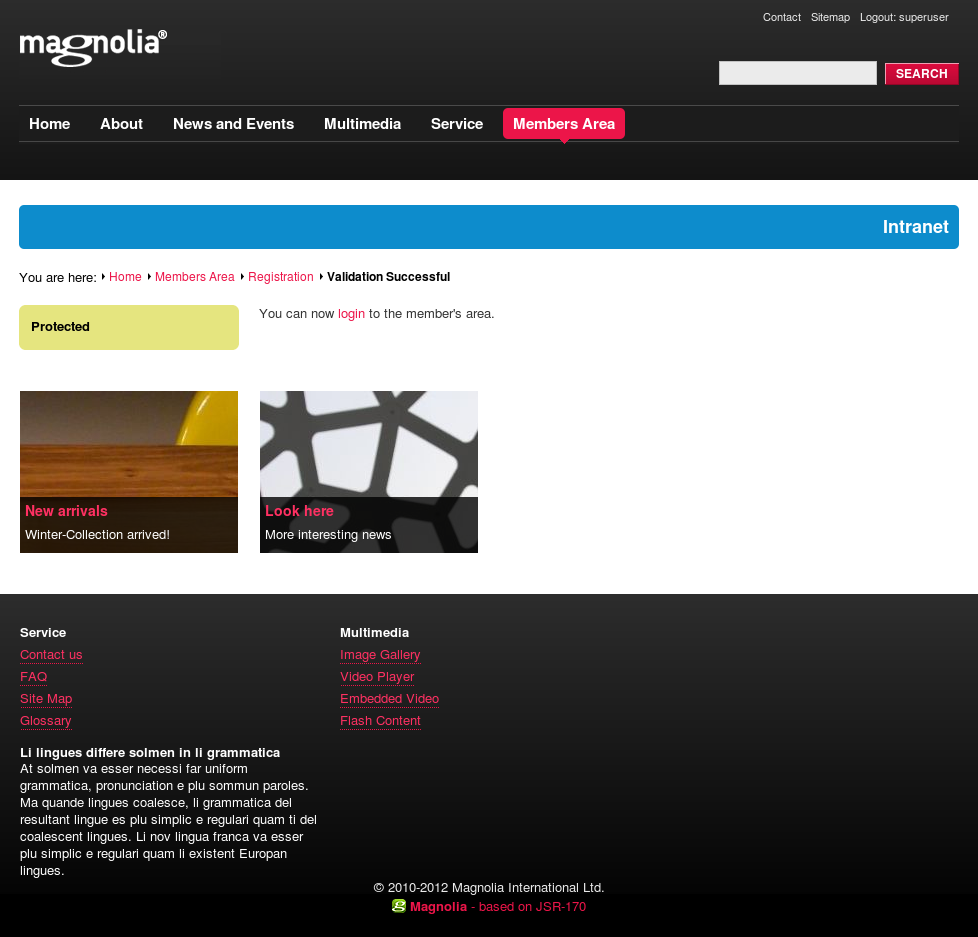 Contact Sitemap Logout: superuser
magnolia®
SEARCH
Home About News and Events Multimedia Service Members Area
Intranet
You are here: Home Members Area Registration Validation Successful
Protected
You can now login to the member's area.
New arrivals
Winter-Collection arrived!
Look here
More interesting news
Service
Contact us
FAQ
Site Map
Glossary
Multimedia
Image Gallery
Video Player
Embedded Video
Flash Content
Li lingues differe solmen in li grammatica
At solmen va esser necessi far uniform
grammatica, pronunciation e plu sommun paroles.
Ma quande lingues coalesce, li grammatica del
resultant lingue es plu simplic e regulari quam ti del
coalescent lingues. Li nov lingua franca va esser
plu simplic e regulari quam li existent Europan
lingues.
© 2010-2012 Magnolia International Ltd.
Magnolia - based on JSR-170